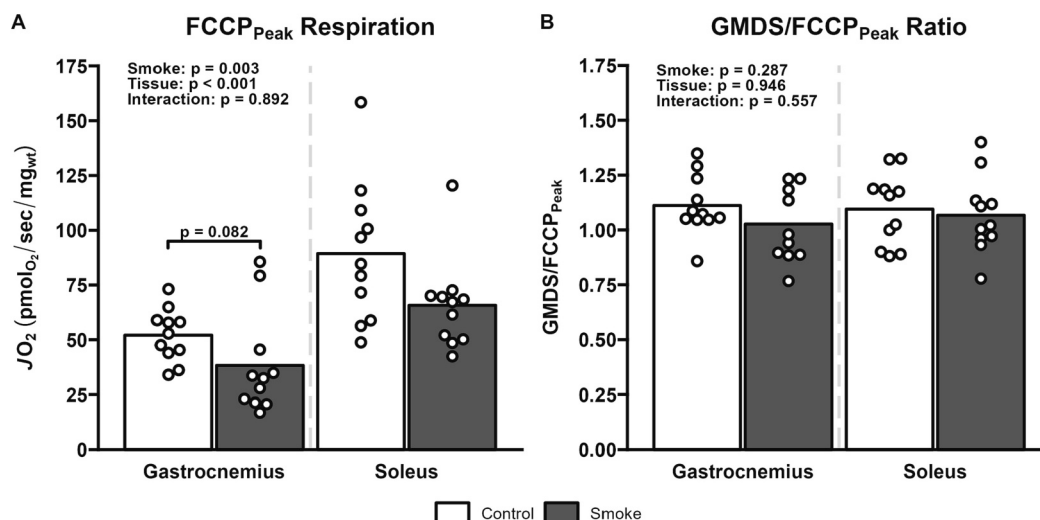 A
FCCPPeak Respiration
Smoke: p = 0.003
Tissue: p < 0.001
Interaction: p = 0.892
JO2 (pmolO2/sec/mgwt)
175
150
125
100
75
50
25
0
p = 0.082
Gastrocnemius
Soleus
B
GMDS/FCCPPeak Ratio
Smoke: p = 0.287
Tissue: p = 0.946
Interaction: p = 0.557
GMDS/FCCPPeak
1.75
1.50
1.25
1.00
0.75
0.50
0.25
0.00
Gastrocnemius
Soleus
Control
Smoke